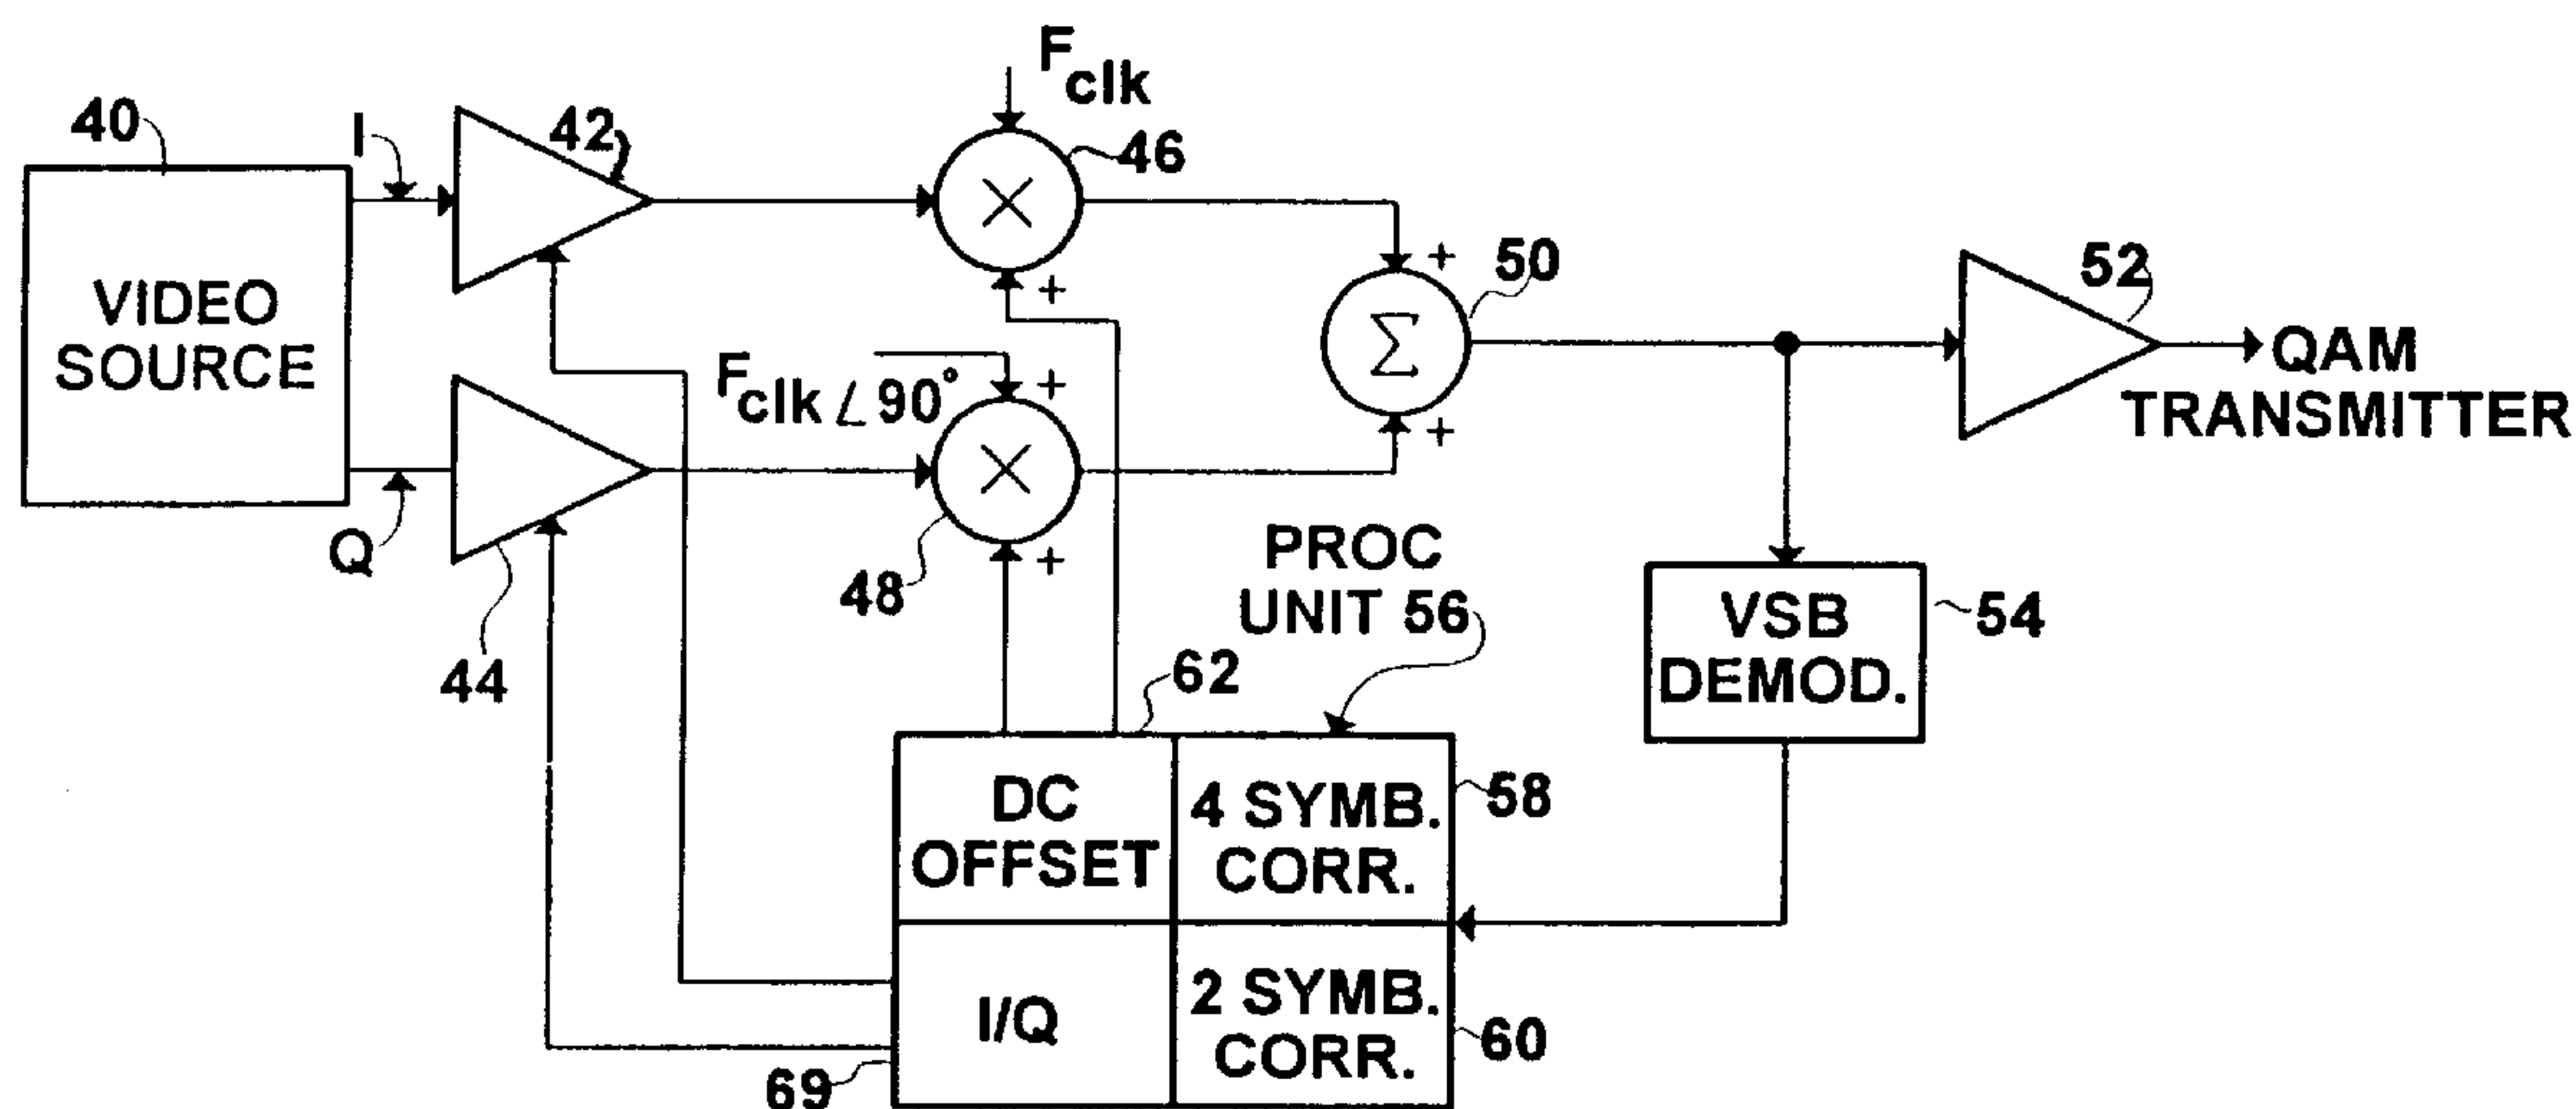 F clk
40
I
42
46
VIDEO
SOURCE
+
+
50
52
Σ
QAM
TRANSMITTER
F clk ∠90°
+
+
Q
44
48
+
PROC
UNIT 56
VSB
DEMOD.
54
62
DC
OFFSET
4 SYMB.
CORR.
58
I/Q
2 SYMB.
CORR.
60
69